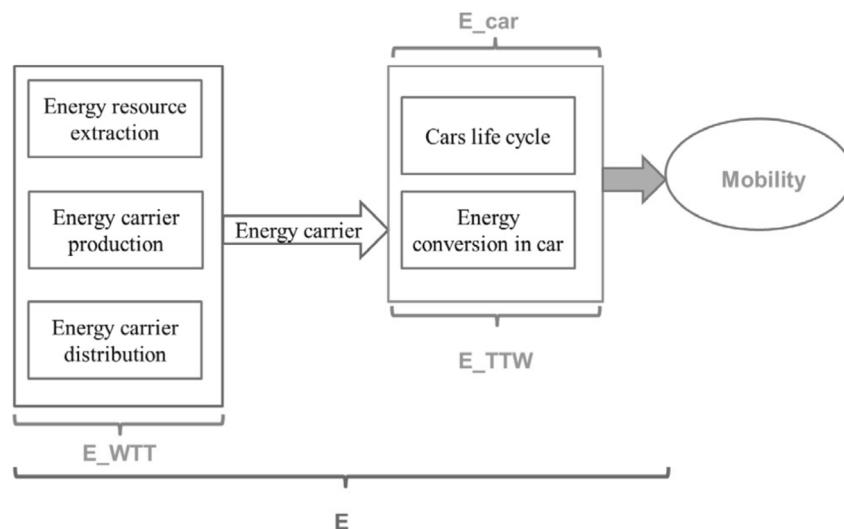 E_car
Energy resource
extraction
Cars life cycle
Mobility
Energy carrier
production
Energy carrier
Energy
conversion in car
Energy carrier
distribution
E_TTW
E_WTT
E